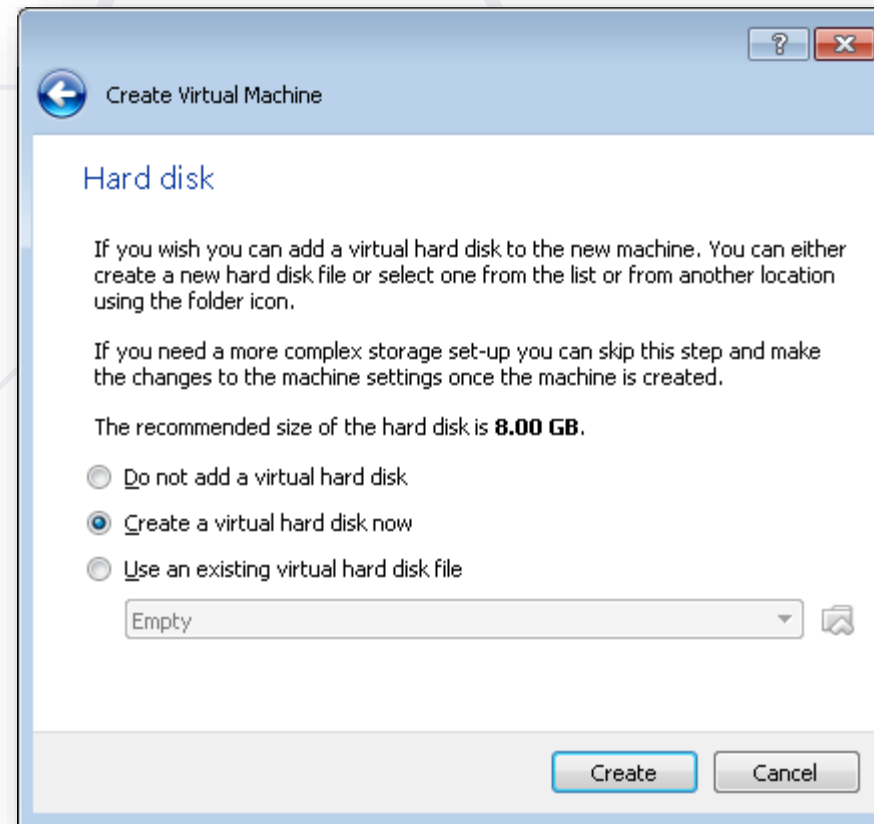 ?
Create Virtual Machine
Hard disk
If you wish you can add a virtual hard disk to the new machine. You can either
create a new hard disk file or select one from the list or from another location
using the folder icon.
If you need a more complex storage set-up you can skip this step and make
the changes to the machine settings once the machine is created.
The recommended size of the hard disk is 8.00 GB.
Do not add a virtual hard disk
Create a virtual hard disk now
Use an existing virtual hard disk file
Empty
Create Cancel